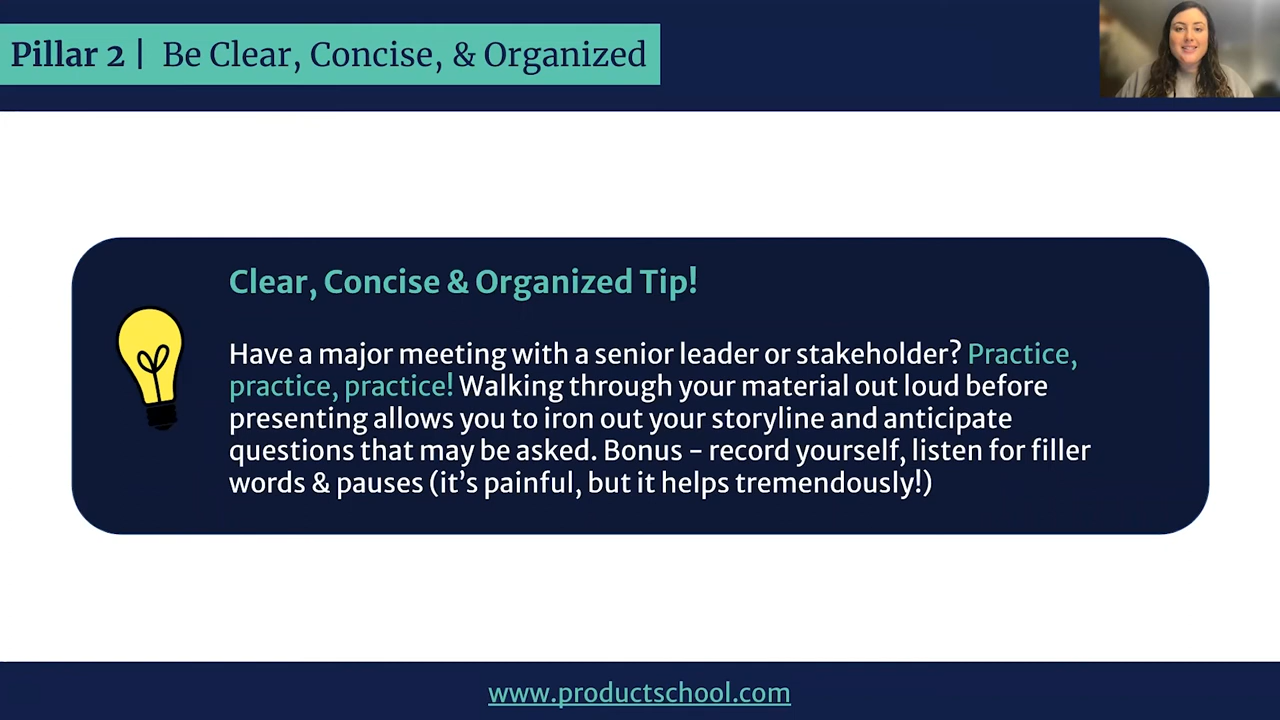 Pillar 2 | Be Clear, Concise, & Organized
Clear, Concise & Organized Tip!
Have a major meeting with a senior leader or stakeholder? Practice,
practice, practice! Walking through your material out loud before
presenting allows you to iron out your storyline and anticipate
questions that may be asked. Bonus – record yourself, listen for filler
words & pauses (it’s painful, but it helps tremendously!)
www.productschool.com